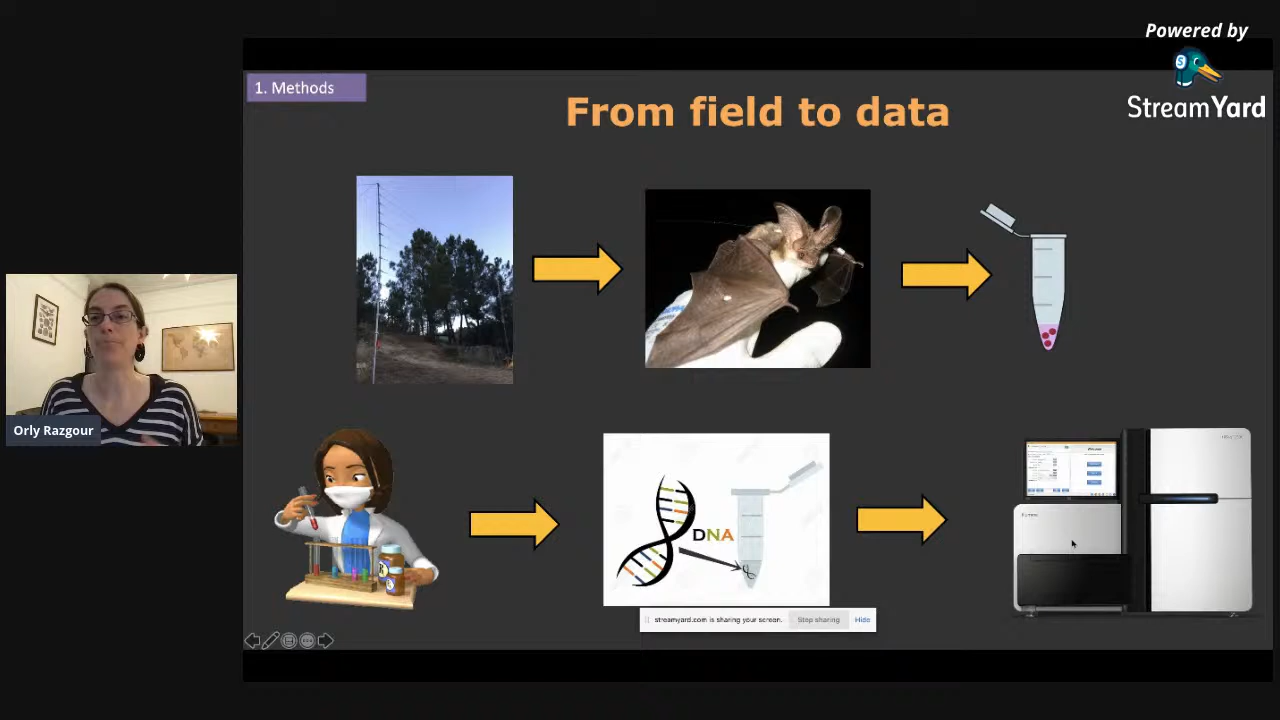 Powered by
StreamYard
1. Methods
From field to data
Orly Razgour
DNA
streamyard.com is sharing your screen.
Stop sharing
Hide